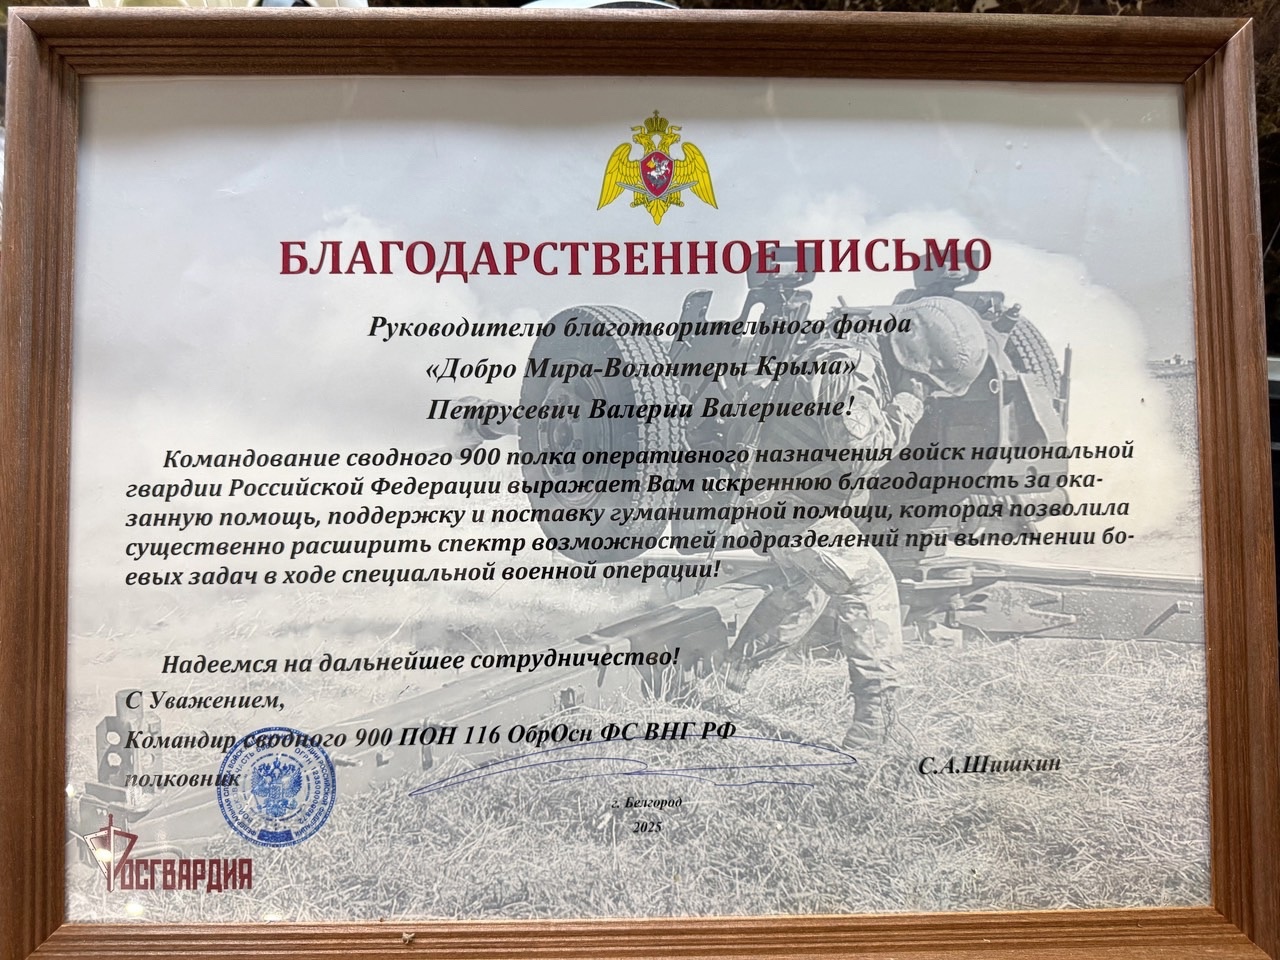 БЛАГОДАРСТВЕННОЕ ПИСЬМО
Руководителю благотворительного фонда
«Добро Мира-Волонтеры Крыма»
Петрусевич Валерии Валериевне!
Командование сводного 900 полка оперативного назначения войск национальной
гвардии Российской Федерации выражает Вам искреннюю благодарность за ока-
занную помощь, поддержку и поставку гуманитарной помощи, которая позволила
существенно расширить спектр возможностей подразделений при выполнении бо-
евых задач в ходе специальной военной операции!
Надеемся на дальнейшее сотрудничество!
С Уважением,
Командир сводного 900 ПОН 116 ОбрОсн ФС ВНГ РФ
полковник
С.А.Шишкин
г. Белгород
2025
РОСГВАРДИЯ